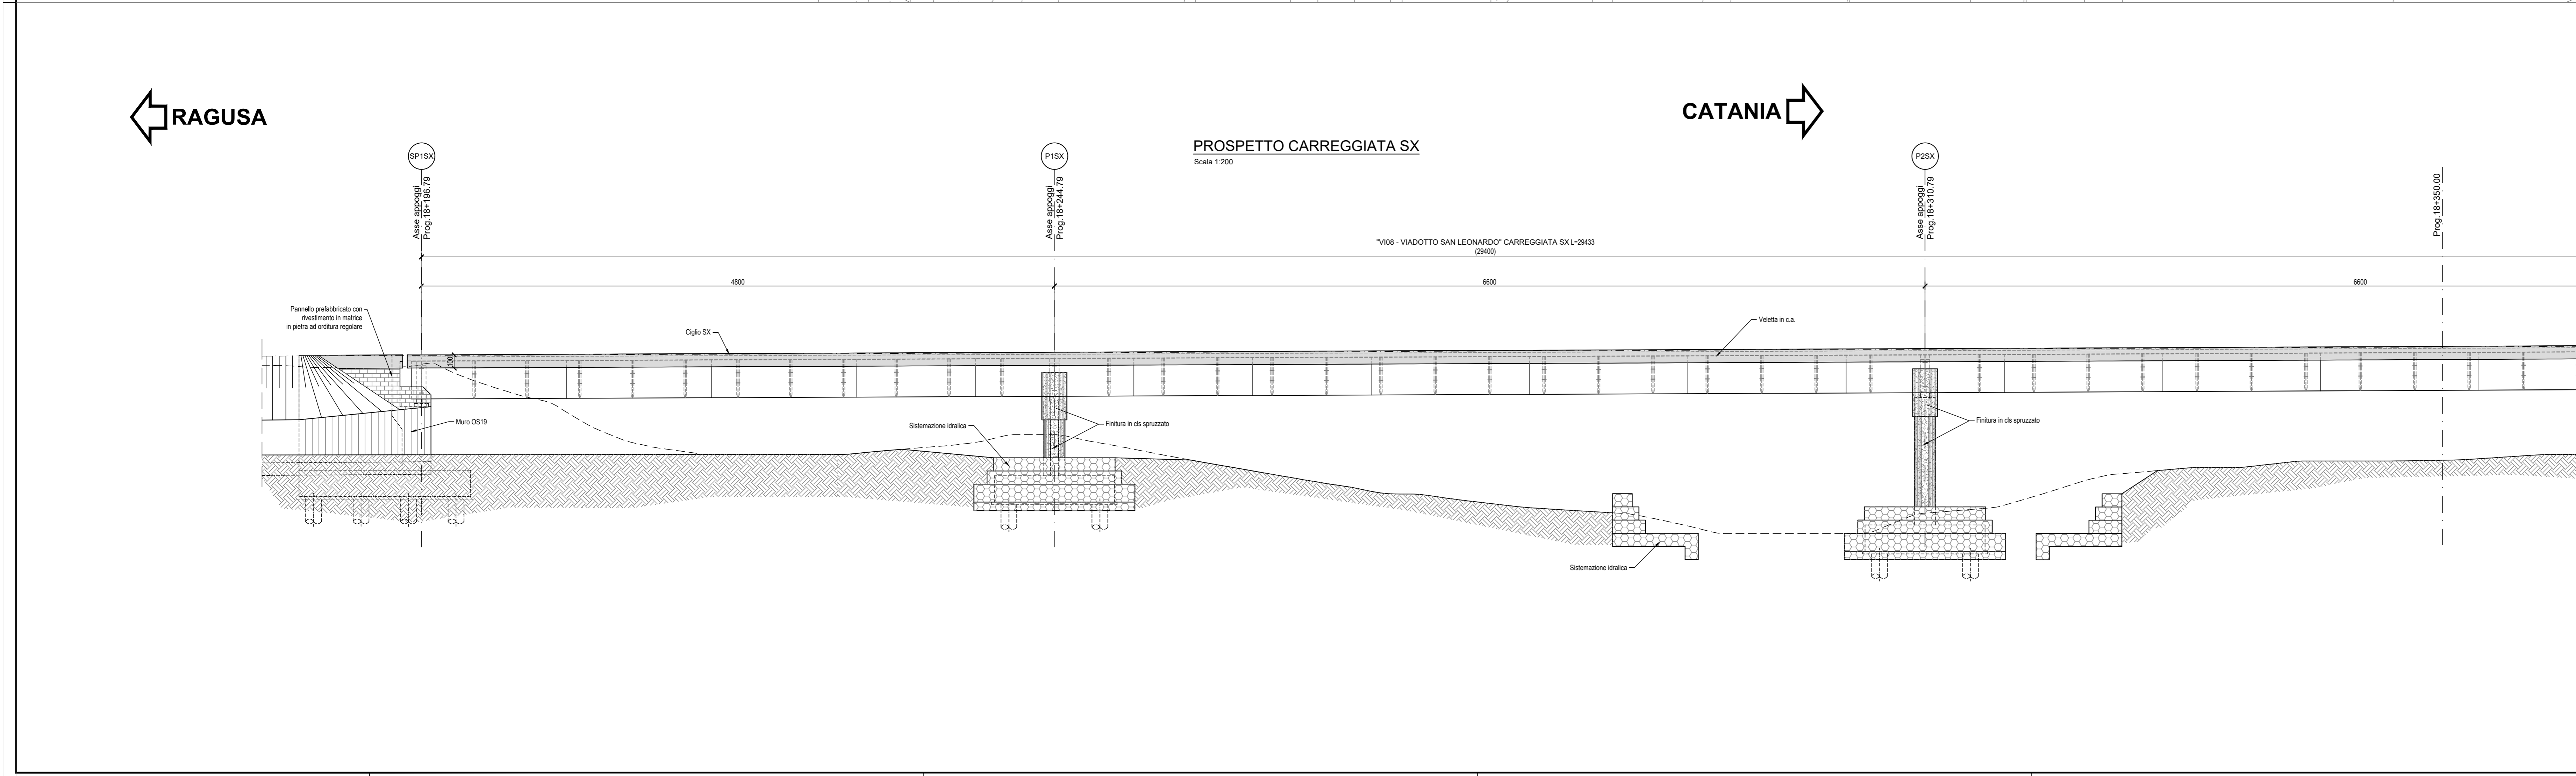 RAGUSA
CATANIA
PROSPETTO CARREGGIATA SX
Scala 1:200
SP1SX
P1SX
P2SX
Asse appoggi
Prog.18+196.79
Asse appoggi
Prog.18+244.79
Asse appoggi
Prog.18+310.79
Prog.18+350.00
"VI08 - VIADOTTO SAN LEONARDO" CARREGGIATA SX L=29433
(29400)
4800
6600
6600
Pannello prefabbricato con
rivestimento in matrice
in pietra ad orditura regolare
Ciglio SX
Veletta in c.a.
Muro OS19
Sistemazione idralica
Finitura in cls spruzzato
Finitura in cls spruzzato
Sistemazione idralica